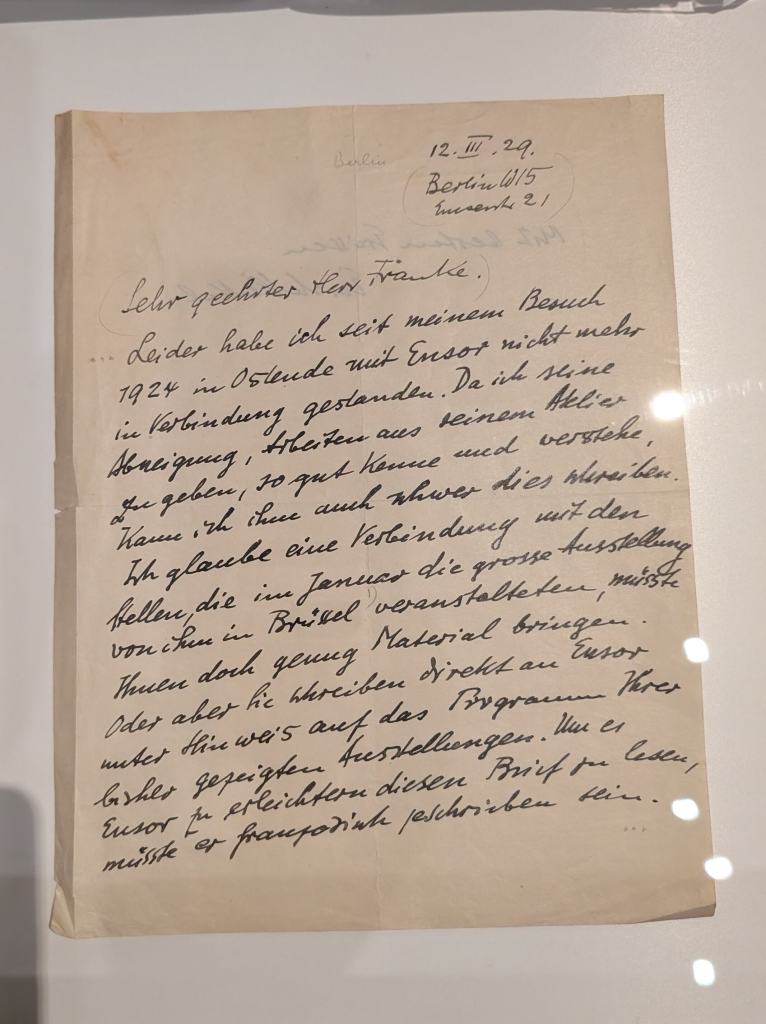 Berlin
12.III.29.
Berlin W15
Emserstr 21
Sehr geehrter Herr Franke.
... Leider habe ich seit meinem Besuch
1924 in Ostende mit Ensor nicht mehr
in Verbindung gestanden. Da ich seine
Abneigung, Arbeiten aus seinem Atelier
zu geben, so gut kenne und verstehe,
kann ich ihm auch schwer dies schreiben.
Ich glaube eine Verbindung mit den
Stellen, die im Januar die grosse Ausstellung
von ihm in Brüssel 1) veranstalteten, müsste
Ihnen doch genug Material bringen.
Oder aber Sie schreiben direkt an Ensor
unter Hinweis auf das Programm Ihrer
bisher gezeigten Ausstellungen. Um es
Ensor zu erleichtern diesen Brief zu lesen,
müsste er französisch geschrieben sein.
...